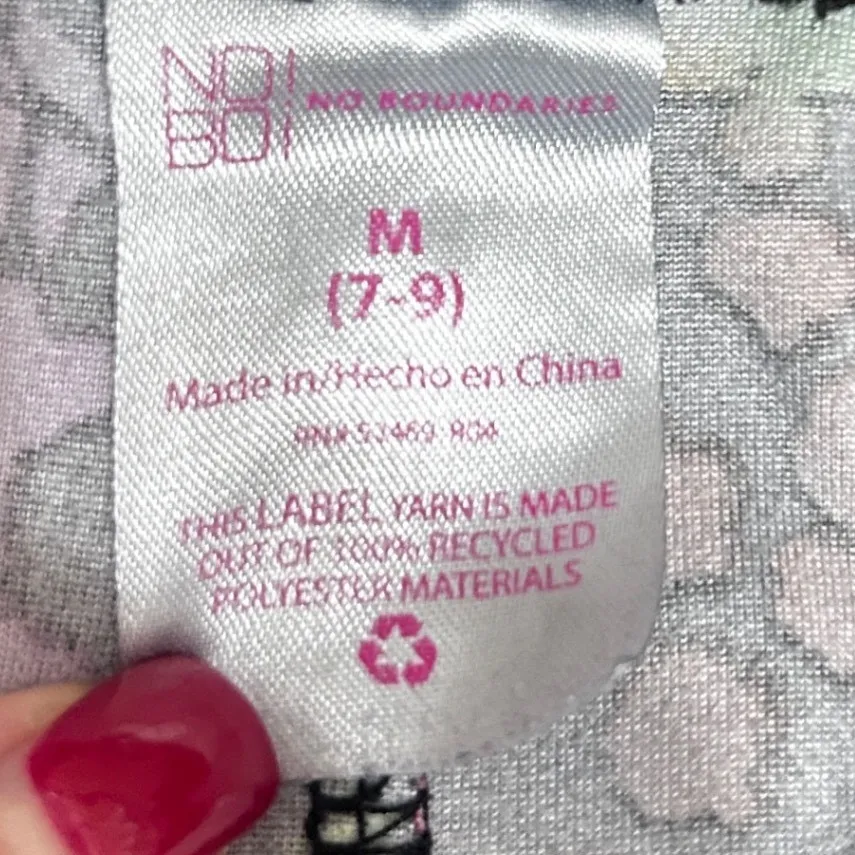 NO
BO
NO BOUNDARIES
M
(7-9)
Made in/Hecho en China
RN#
THIS LABEL YARN IS MADE
OUT OF 100% RECYCLED
POLYESTER MATERIALS